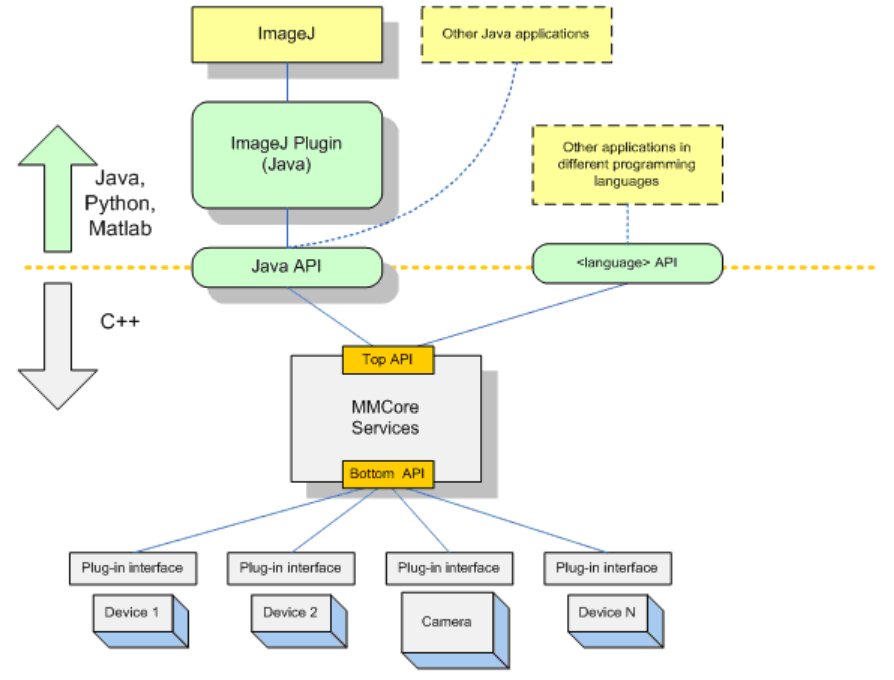 ImageJ
Other Java applications
ImageJ Plugin
(Java)
Other applications in
different programming
languages
Java,
Python,
Matlab
Java API
<language> API
C++
Top API
MMCore
Services
Bottom API
Plug-in interface
Plug-in interface
Plug-in interface
Plug-in interface
Device 1
Device 2
Camera
Device N